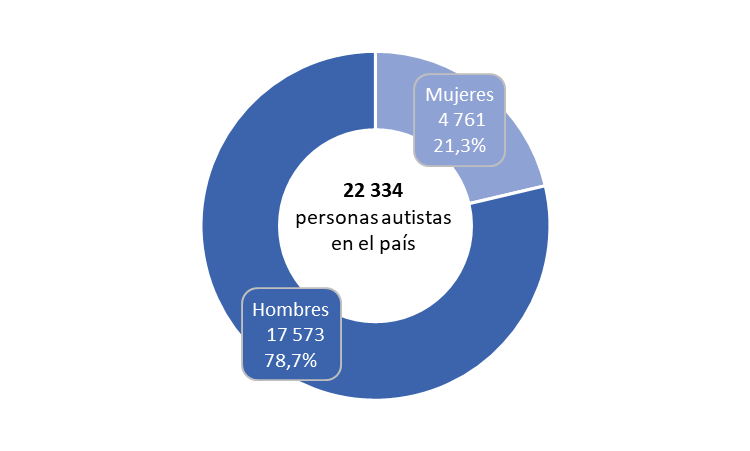 Mujeres
4 761
21,3%
22 334
personas autistas
en el país
Hombres
17 573
78,7%